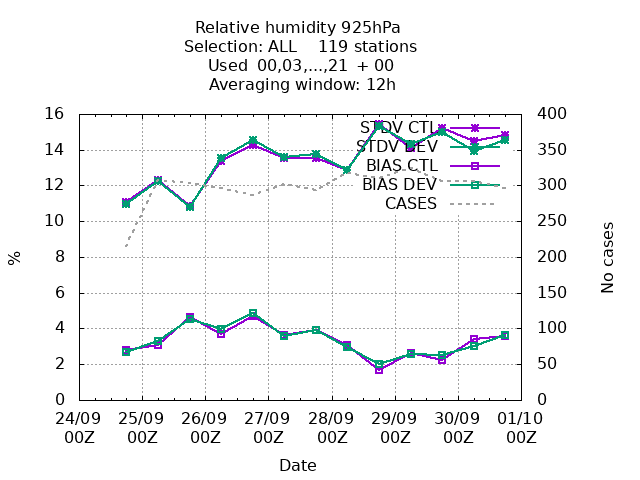 Relative humidity 925hPa
Selection: ALL    119 stations
Used  00,03,...,21  + 00
Averaging window: 12h
16 400
STDV CTL
14 350
STDV DEV
BIAS CTL
12 300
BIAS DEV
CASES
10 250
% 8 200 No cases
6 150
4 100
2 50
0 0
24/09 25/09 26/09 27/09 28/09 29/09 30/09 01/10
00Z 00Z 00Z 00Z 00Z 00Z 00Z 00Z
Date